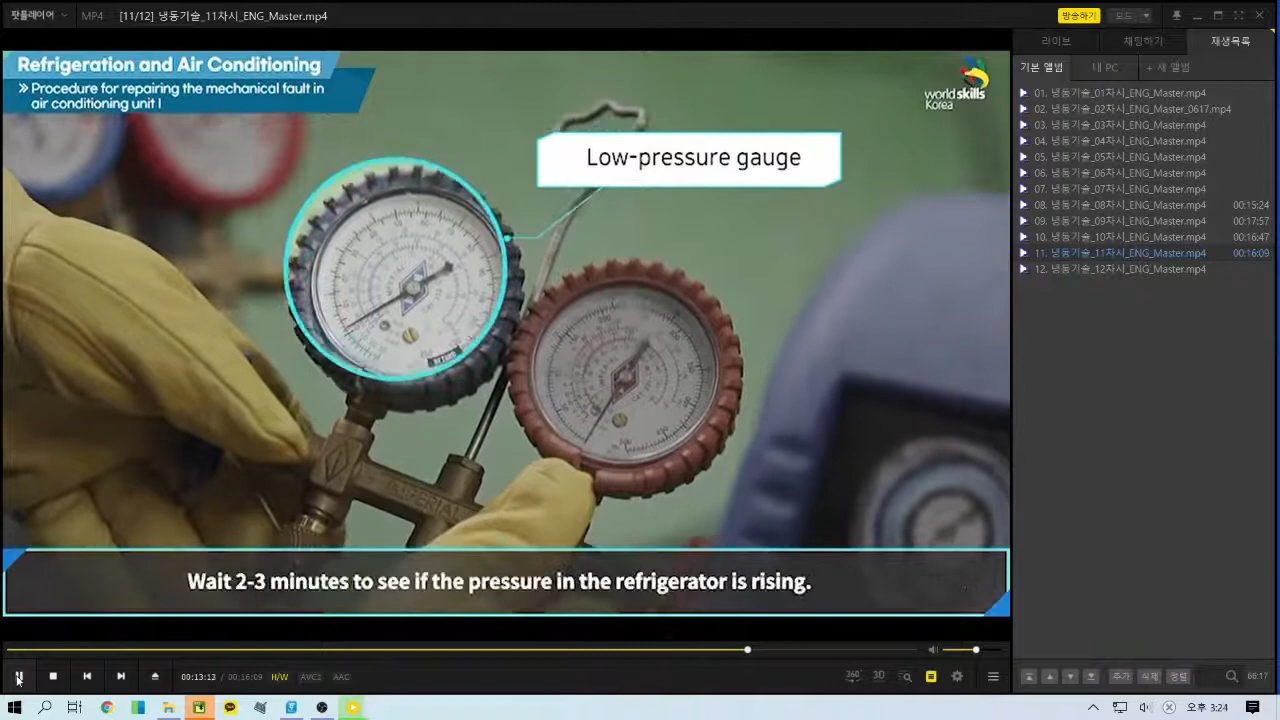 팟플레이어
MP4
[11/12] 냉동기술_11차시_ENG_Master.mp4
방송하기
모드
Refrigeration and Air Conditioning
Procedure for repairing the mechanical fault in
air conditioning unit I
worldskills
Korea
Low-pressure gauge
IMPERIAL
Wait 2-3 minutes to see if the pressure in the refrigerator is rising.
라이브
채팅하기
재생목록
기본 앨범
내 PC
+ 새 앨범
01. 냉동기술_01차시_ENG_Master.mp4
02. 냉동기술_02차시_ENG_Master_0617.mp4
03. 냉동기술_03차시_ENG_Master.mp4
04. 냉동기술_04차시_ENG_Master.mp4
05. 냉동기술_05차시_ENG_Master.mp4
06. 냉동기술_06차시_ENG_Master.mp4
07. 냉동기술_07차시_ENG_Master.mp4
08. 냉동기술_08차시_ENG_Master.mp4 00:15:24
09. 냉동기술_09차시_ENG_Master.mp4 00:17:57
10. 냉동기술_10차시_ENG_Master.mp4 00:16:47
11. 냉동기술_11차시_ENG_Master.mp4 00:16:09
12. 냉동기술_12차시_ENG_Master.mp4
00:13:13 / 00:16:09 H/W AVC1 AAC
360°
3D
추가
삭제
정렬
66:17
오후 3:24